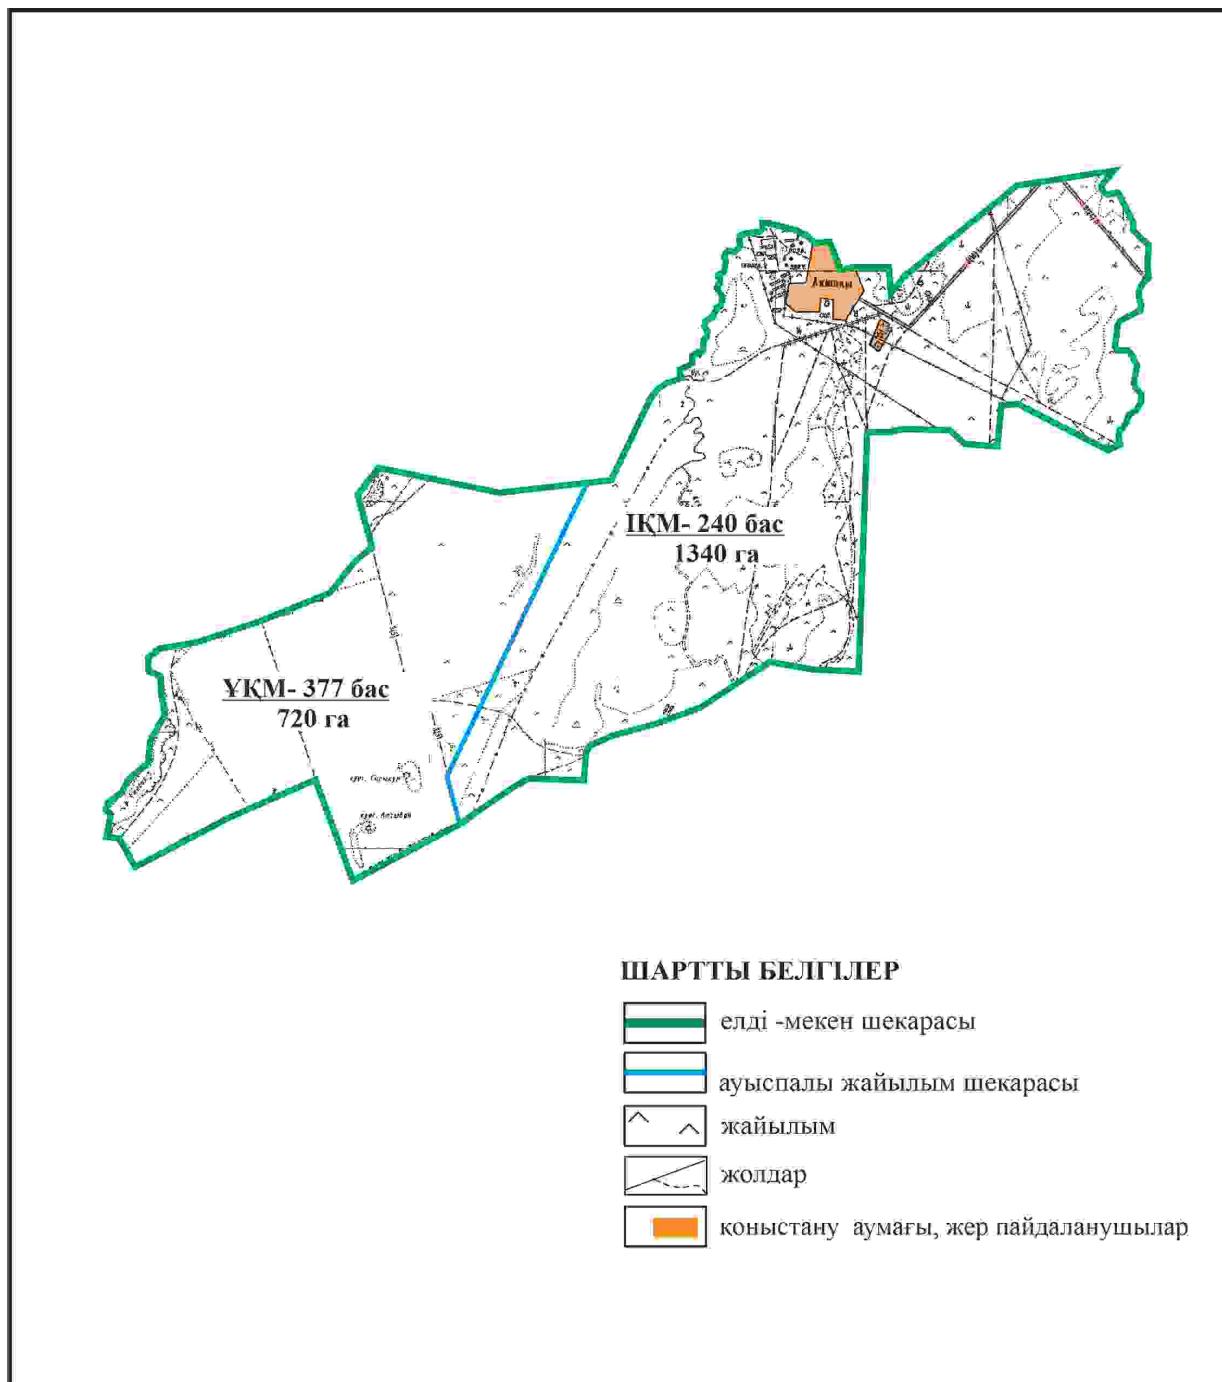 ІҚМ- 240 бас
1340 га
ҰҚМ- 377 бас
720 га
ШАРТТЫ БЕЛГІЛЕР
елді -мекен шекарасы
ауыспалы жайылым шекарасы
жайылым
жолдар
қоныстану аумағы, жер пайдаланушылар